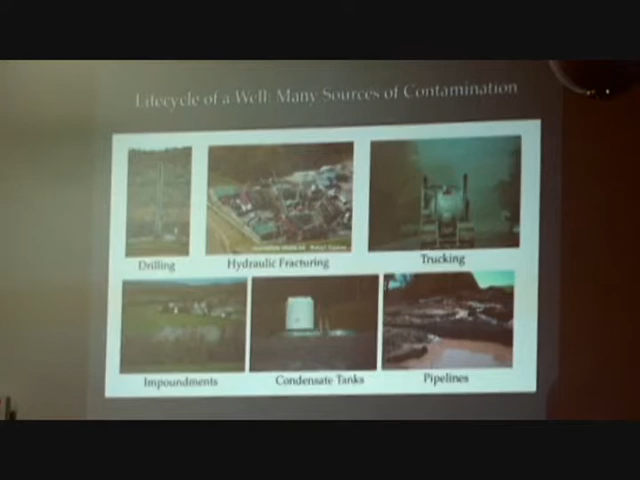 Lifecycle of a Well: Many Sources of Contamination
Drilling
Hydraulic Fracturing
Trucking
Impoundments
Condensate Tanks
Pipelines